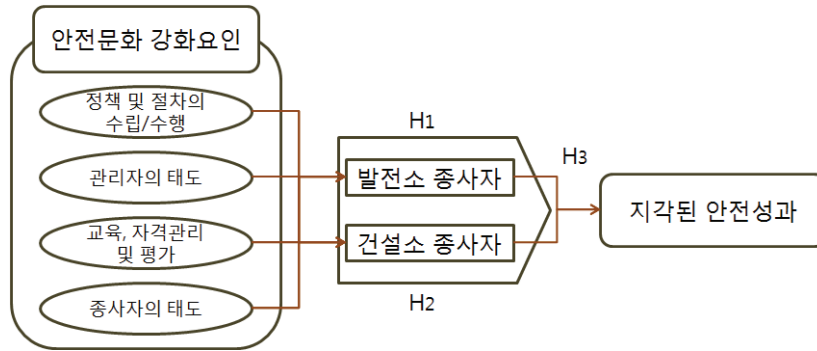 안전문화 강화요인
정책 및 절차의
수립/수행
관리자의 태도
교육, 자격관리
및 평가
종사자의 태도
H1
발전소 종사자
건설소 종사자
H2
H3
지각된 안전성과